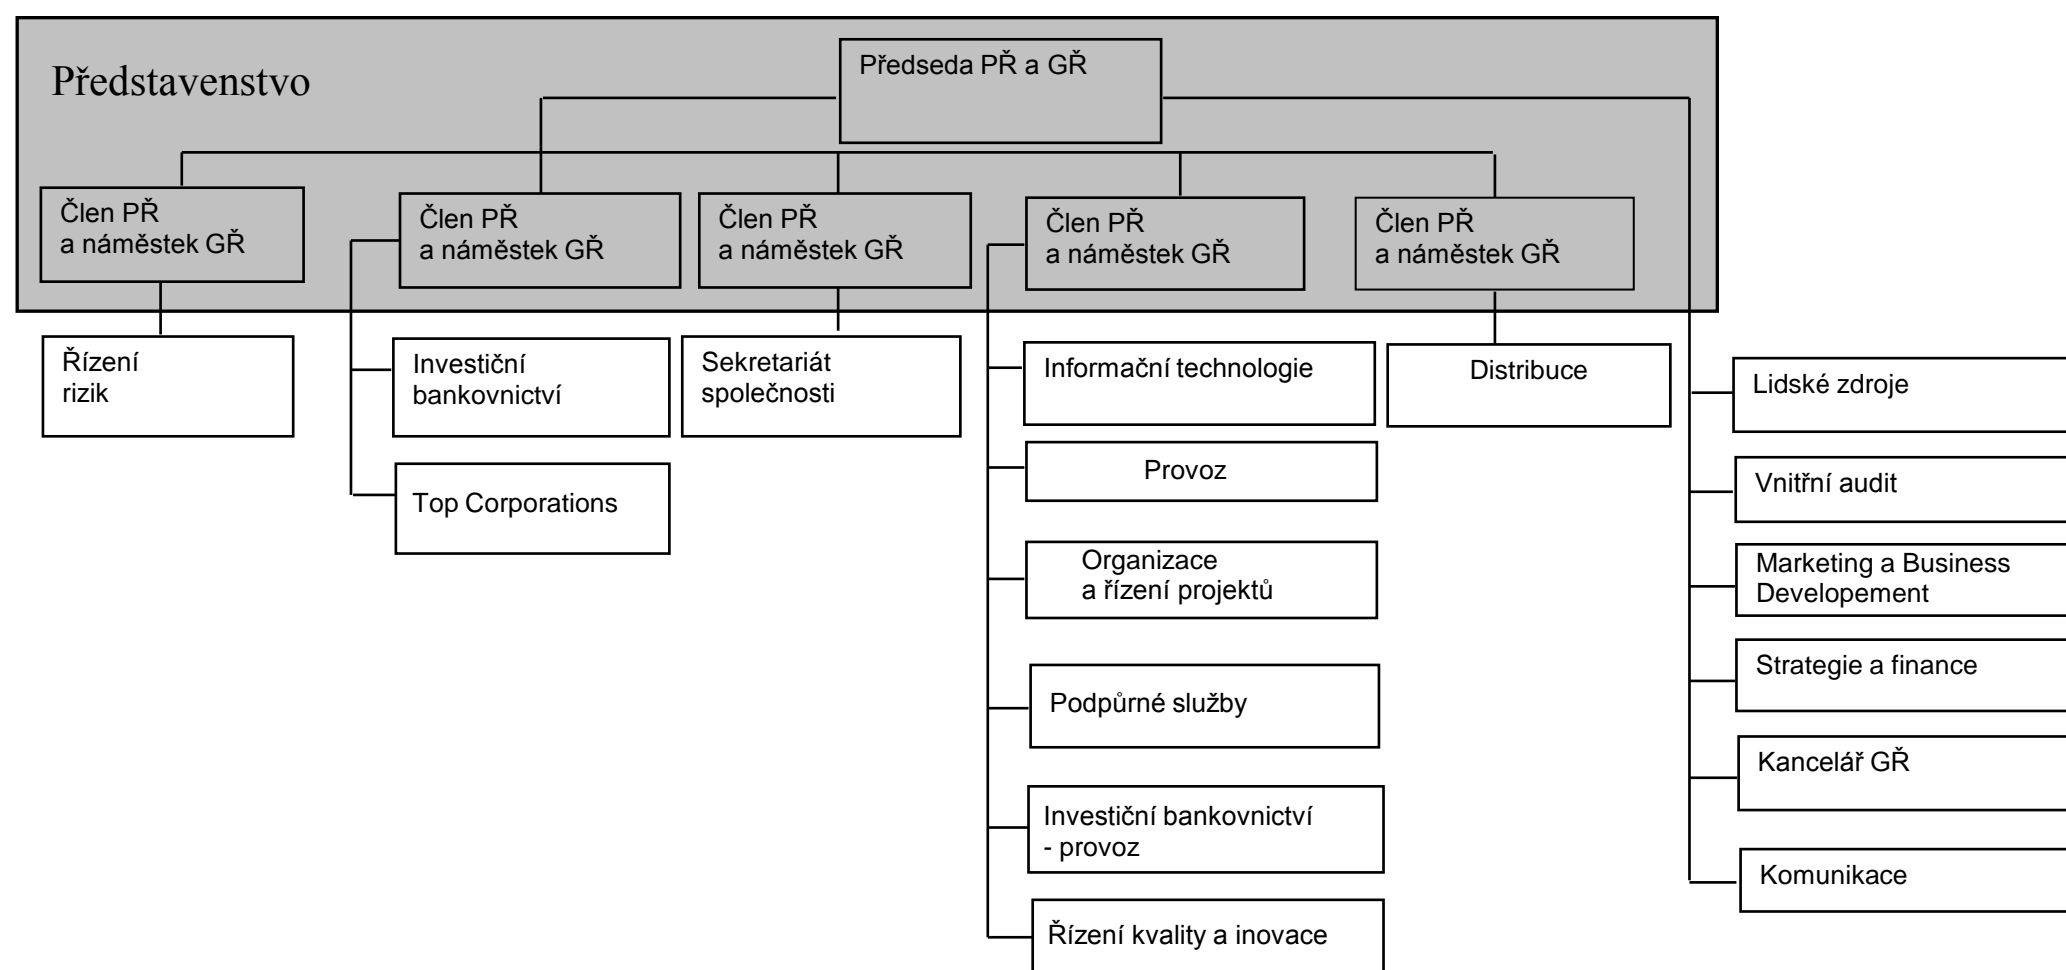 Představenstvo
Předseda PŘ a GŘ
Člen PŘ
a náměstek GŘ
Člen PŘ
a náměstek GŘ
Člen PŘ
a náměstek GŘ
Člen PŘ
a náměstek GŘ
Člen PŘ
a náměstek GŘ
Řízení
rizik
Investiční
bankovnictví
Top Corporations
Sekretariát
společnosti
Informační technologie
Provoz
Organizace
a řízení projektů
Podpůrné služby
Investiční bankovnictví
- provoz
Řízení kvality a inovace
Distribuce
Lidské zdroje
Vnitřní audit
Marketing a Business
Developement
Strategie a finance
Kancelář GŘ
Komunikace